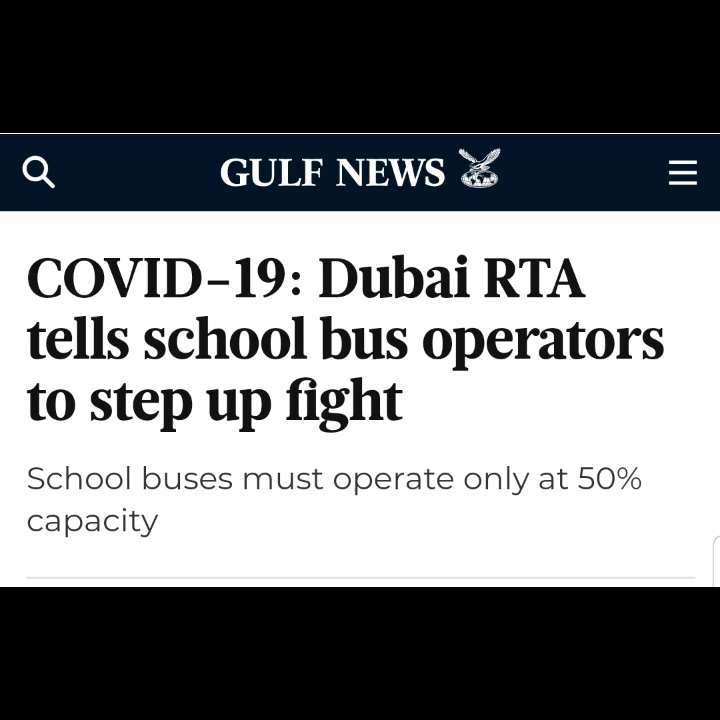 GULF NEWS
COVID-19: Dubai RTA
tells school bus operators
to step up fight
School buses must operate only at 50%
capacity